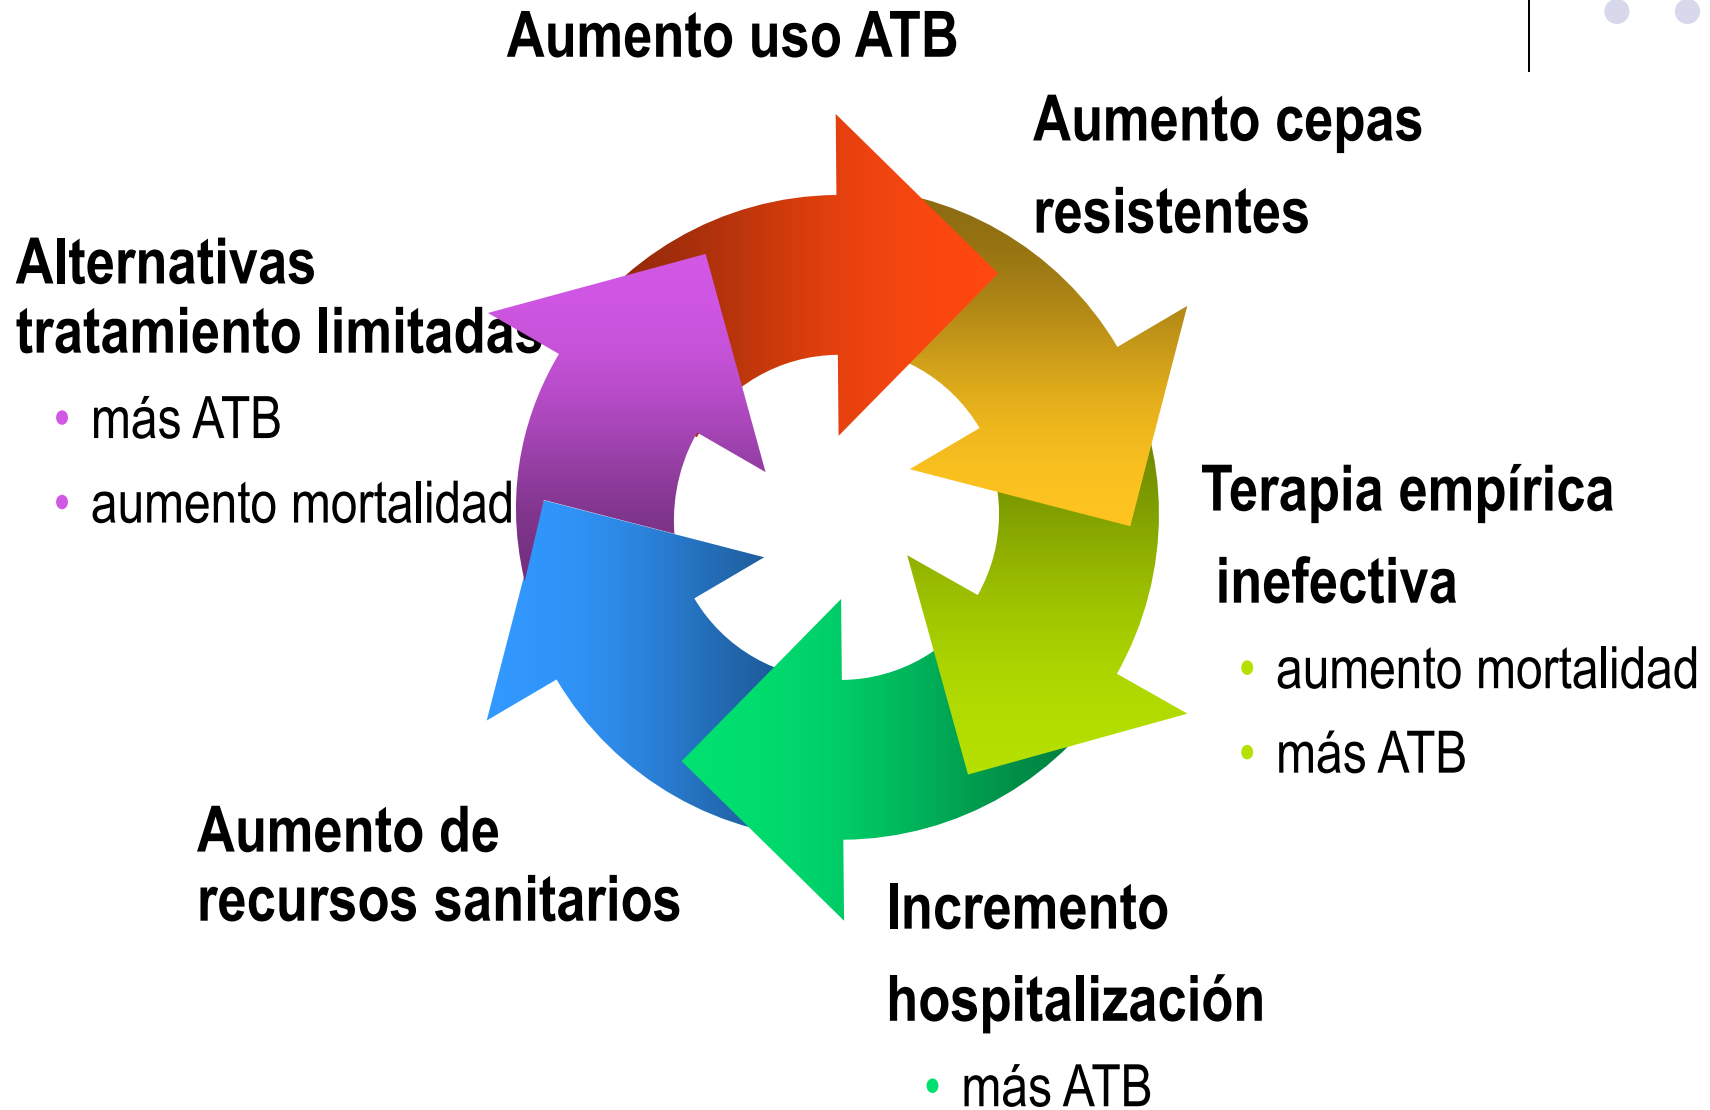 Aumento uso ATB
Aumento cepas
resistentes
Terapia empírica
inefectiva
• aumento mortalidad
• más ATB
Incremento
hospitalización
• más ATB
Aumento de
recursos sanitarios
Alternativas
tratamiento limitadas
• más ATB
• aumento mortalidad